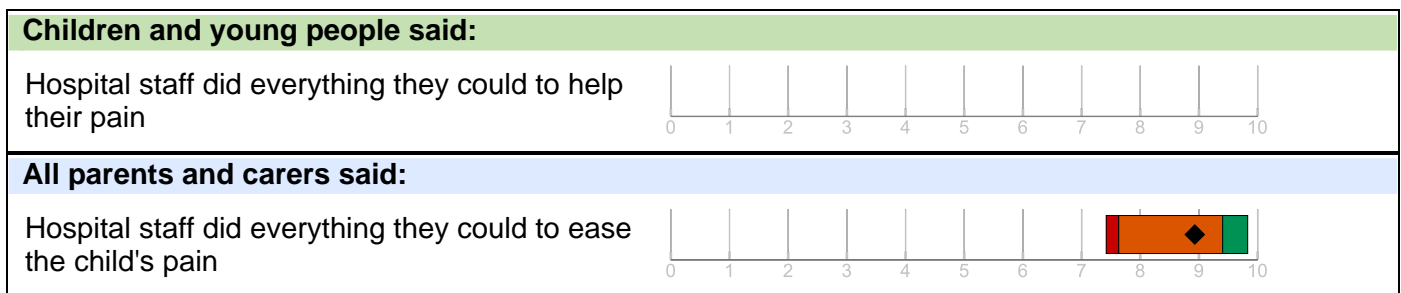 Children and young people said:
Hospital staff did everything they could to help
their pain
0 1 2 3 4 5 6 7 8 9 10
All parents and carers said:
Hospital staff did everything they could to ease
the child's pain
0 1 2 3 4 5 6 7 8 9 10